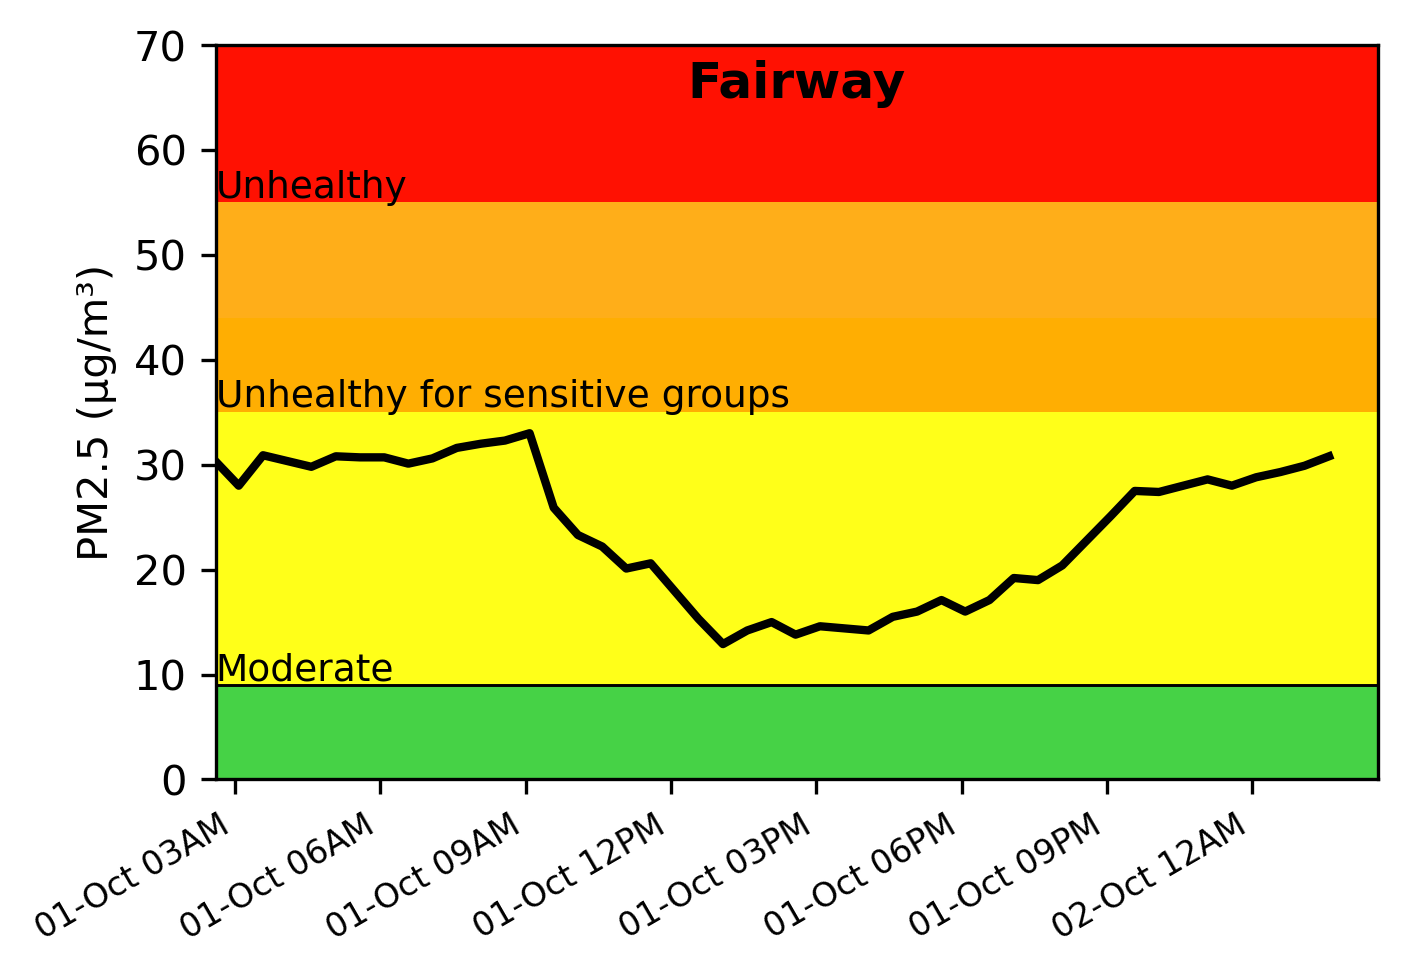 Fairway
PM2.5 (µg/m³)
70
60
50
40
30
20
10
0
Unhealthy
Unhealthy for sensitive groups
Moderate
01-Oct 03AM
01-Oct 06AM
01-Oct 09AM
01-Oct 12PM
01-Oct 03PM
01-Oct 06PM
01-Oct 09PM
02-Oct 12AM